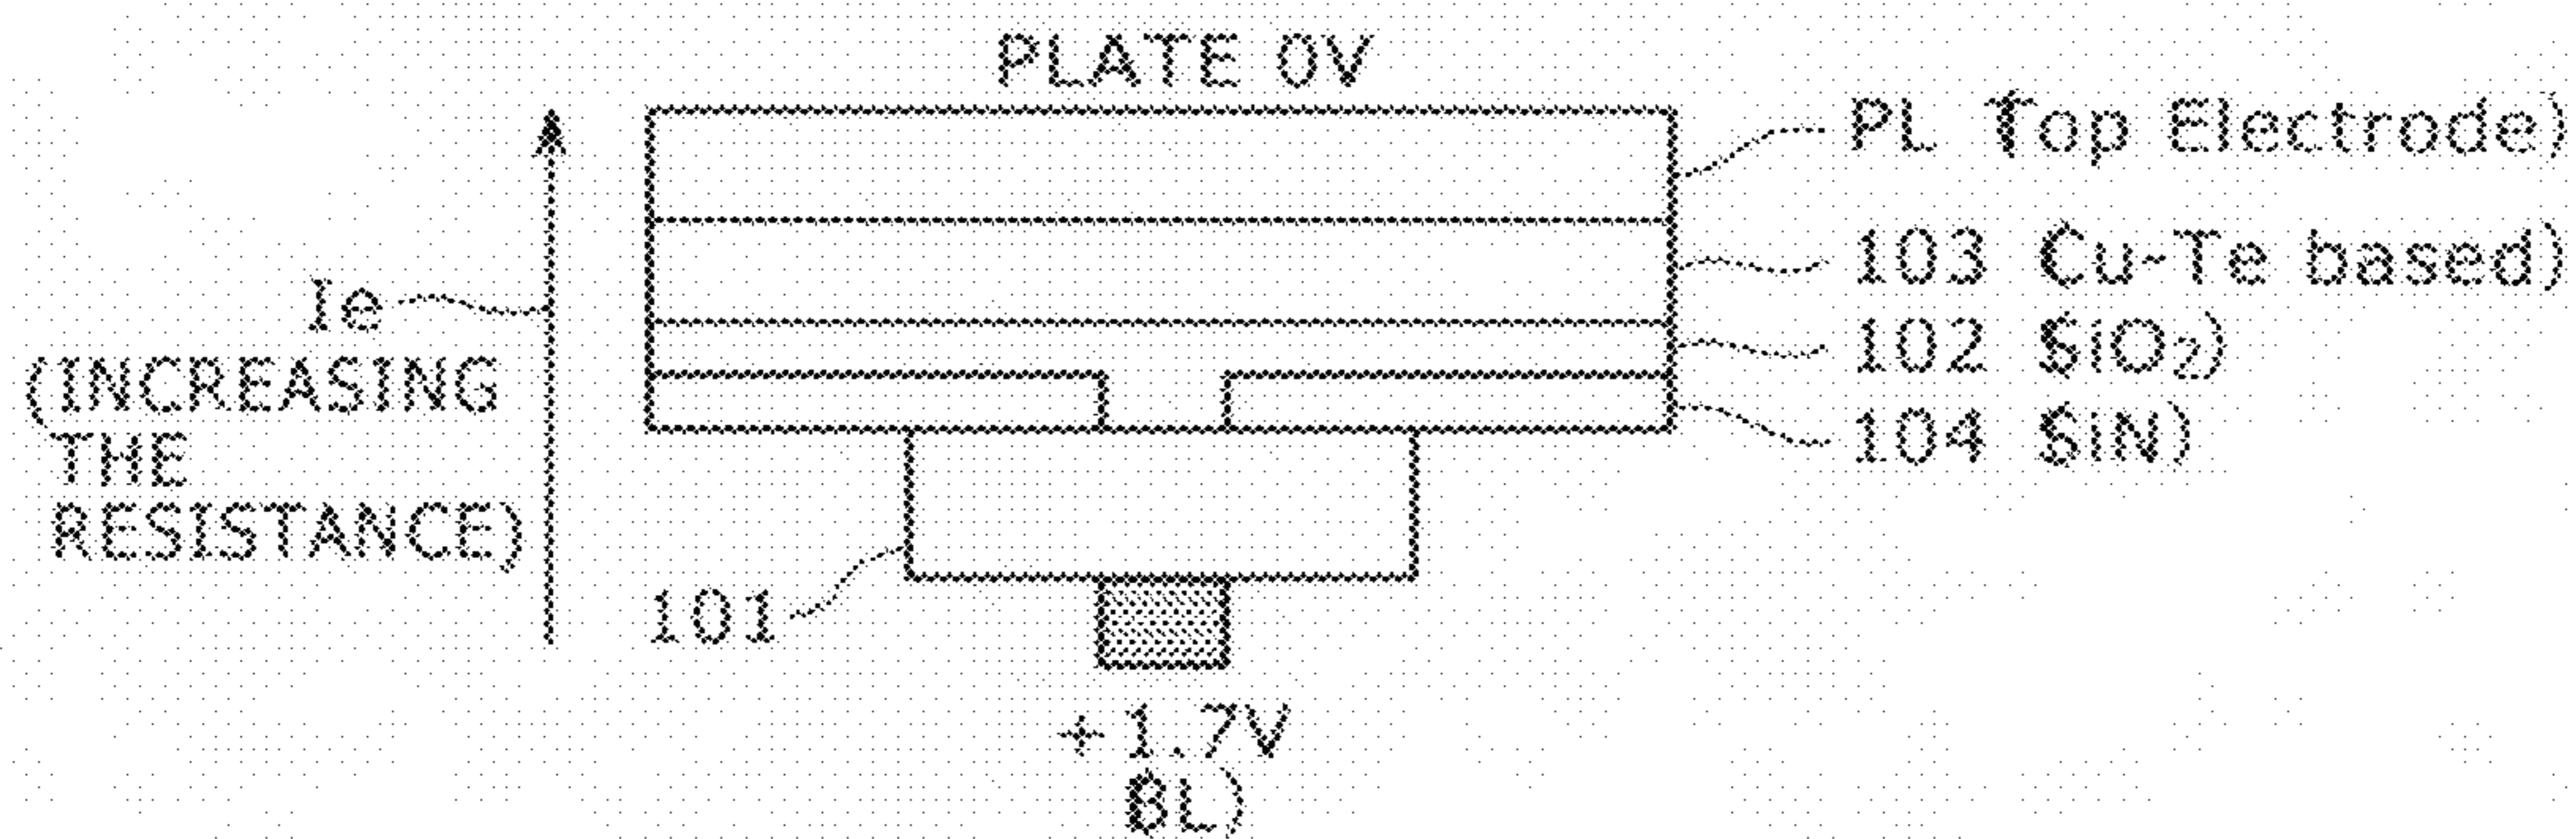 PLATE 0V
PL Top Electrode)
103 Cu-Te based)
102 SiO₂)
104 SiN)
Ie
(INCREASING
THE
RESISTANCE)
101
+1.7V
BL)